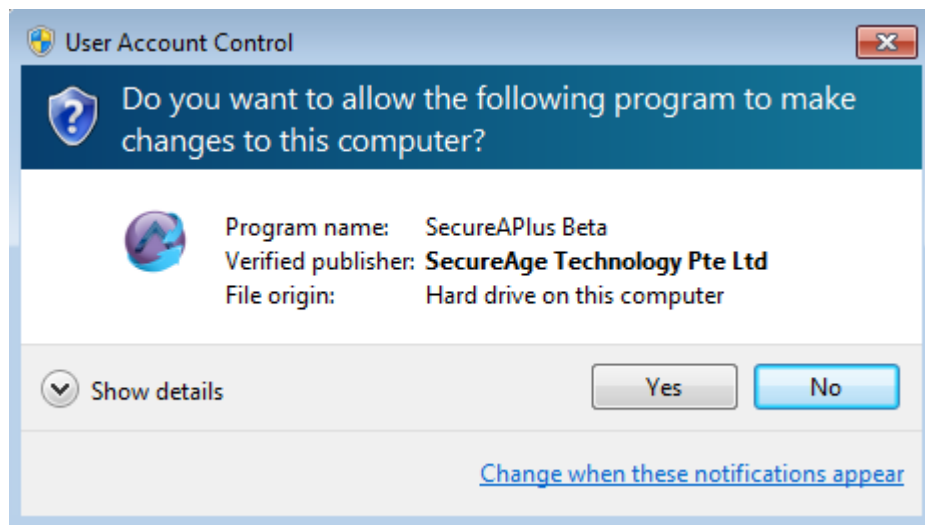 User Account Control
Do you want to allow the following program to make
changes to this computer?
Program name: SecureAPlus Beta
Verified publisher: SecureAge Technology Pte Ltd
File origin: Hard drive on this computer
Show details
Yes
No
Change when these notifications appear